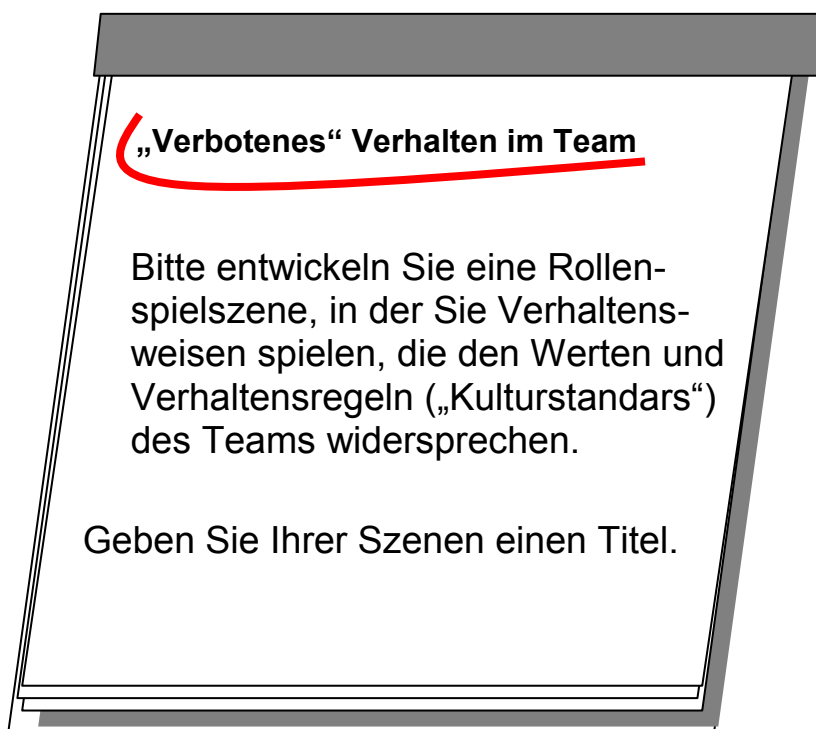 „Verbotenes“ Verhalten im Team
Bitte entwickeln Sie eine Rollen-
spielszene, in der Sie Verhaltens-
weisen spielen, die den Werten und
Verhaltensregeln („Kulturstandars“)
des Teams widersprechen.
Geben Sie Ihrer Szenen einen Titel.